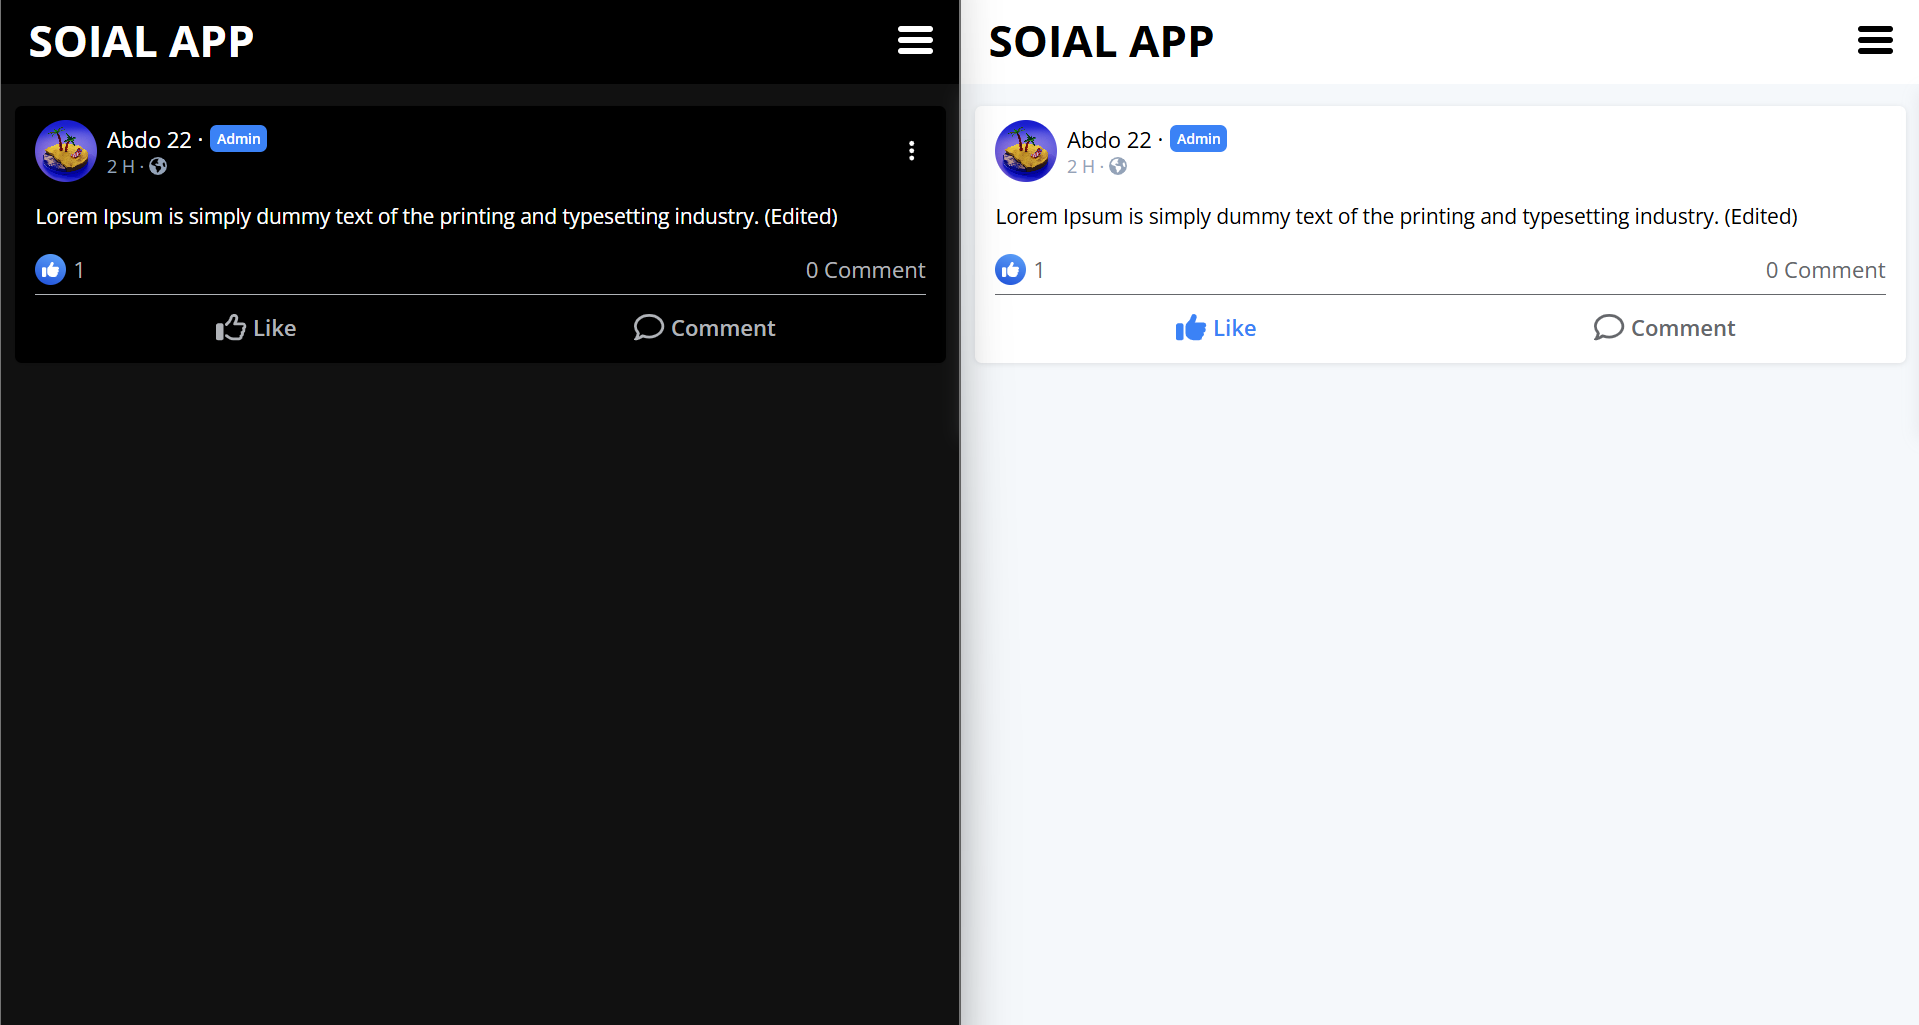 SOIAL APP
Abdo 22 · Admin
2 H ·
Lorem Ipsum is simply dummy text of the printing and typesetting industry. (Edited)
1 0 Comment
Like Comment
SOIAL APP
Abdo 22 · Admin
2 H ·
Lorem Ipsum is simply dummy text of the printing and typesetting industry. (Edited)
1 0 Comment
Like Comment